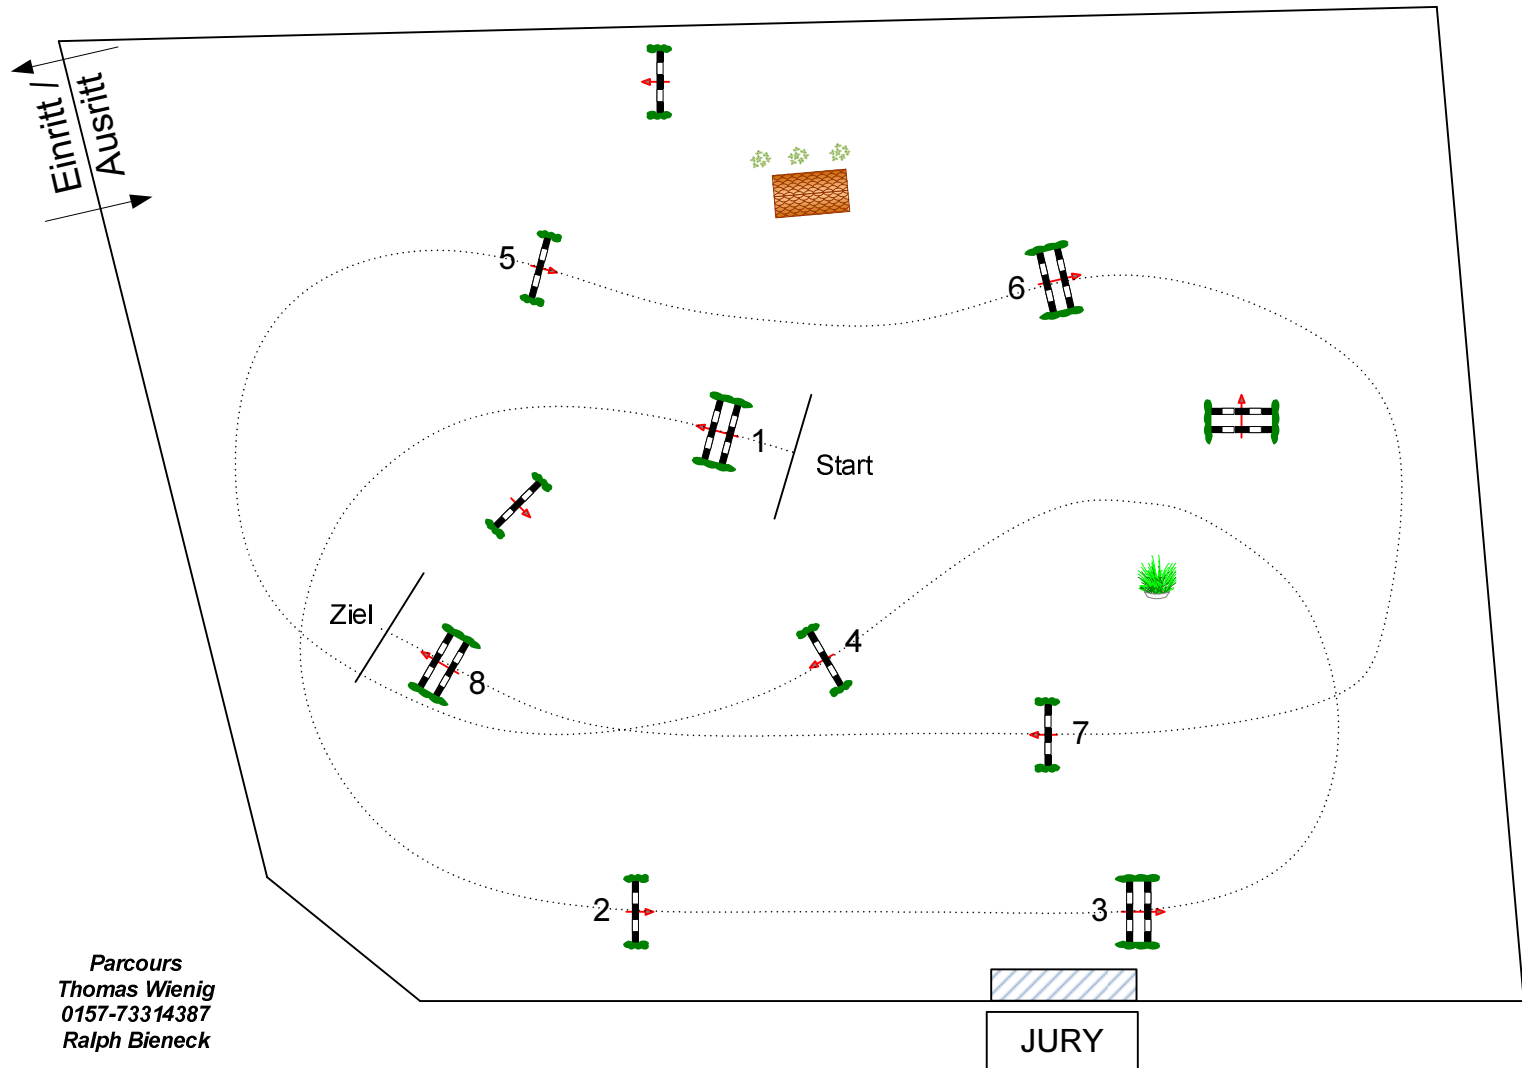 Einritt /
Ausritt
5
6
1
Start
Ziel
8
4
7
2
3
Parcours
Thomas Wienig
0157-73314387
Ralph Bieneck
JURY